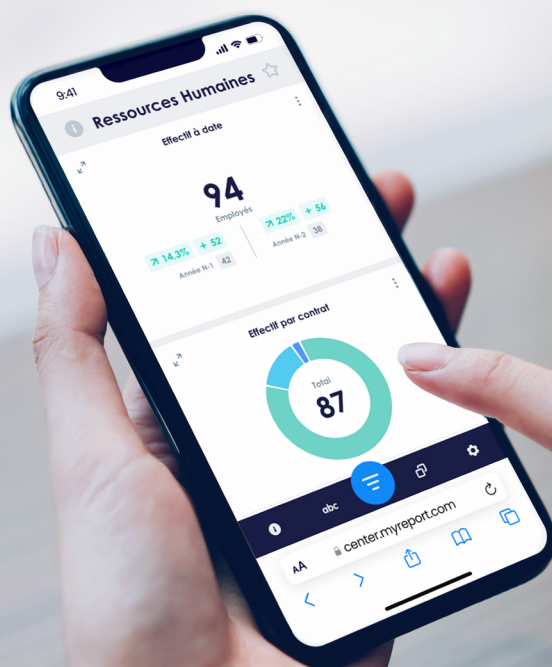 9:41
Ressources Humaines
Effectif à date
94
Employés
14,3% + 52
22% + 56
Année N-1 42
Année N-2 38
Effectif par contrat
Total
87
abc
AA center.myreport.com